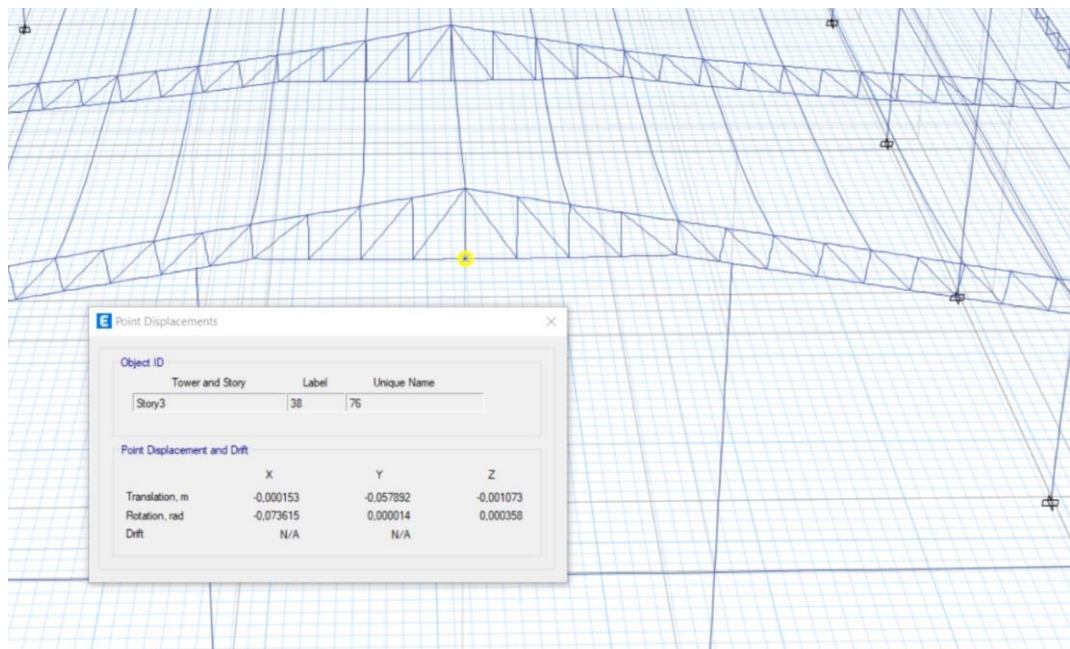 E Point Displacements
Object ID
Tower and Story Label Unique Name
Story3 38 76
Point Displacement and Drift
X Y Z
Translation, m -0,000153 -0,057892 -0,001073
Rotation, rad -0,073615 0,000014 0,000358
Drift N/A N/A